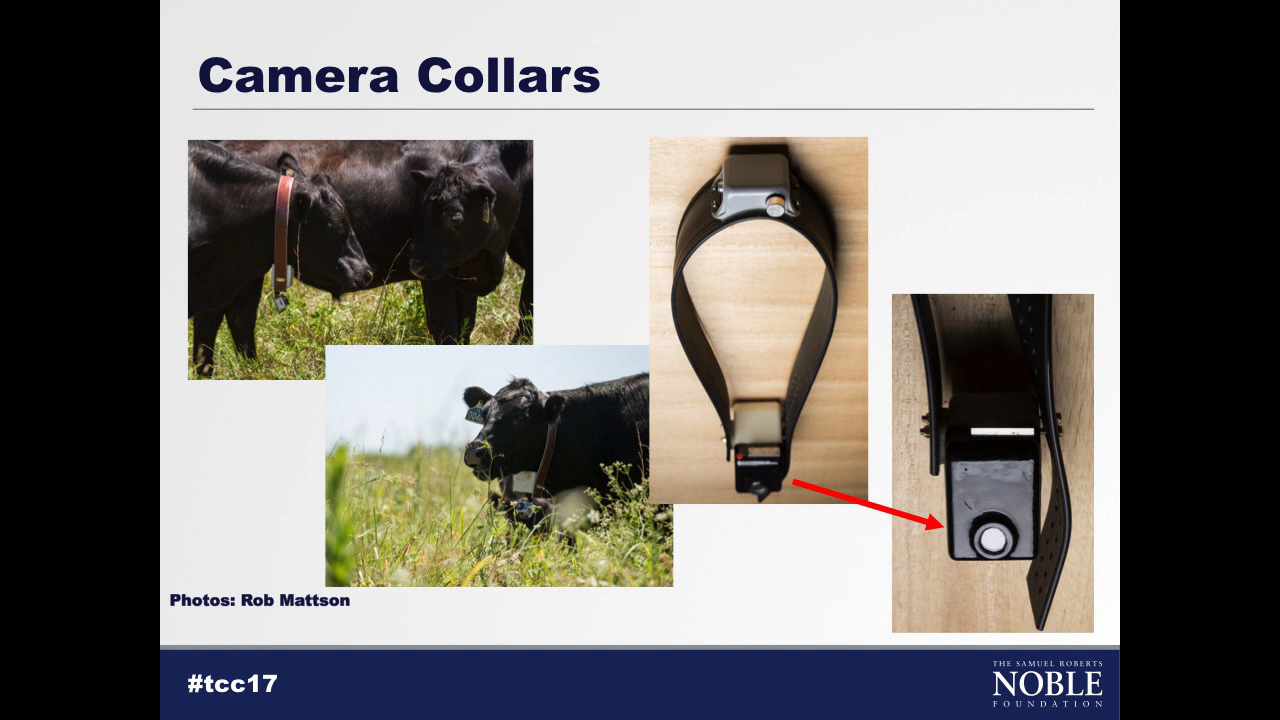 Camera Collars
Photos: Rob Mattson
#tcc17
THE SAMUEL ROBERTS
NOBLE
FOUNDATION